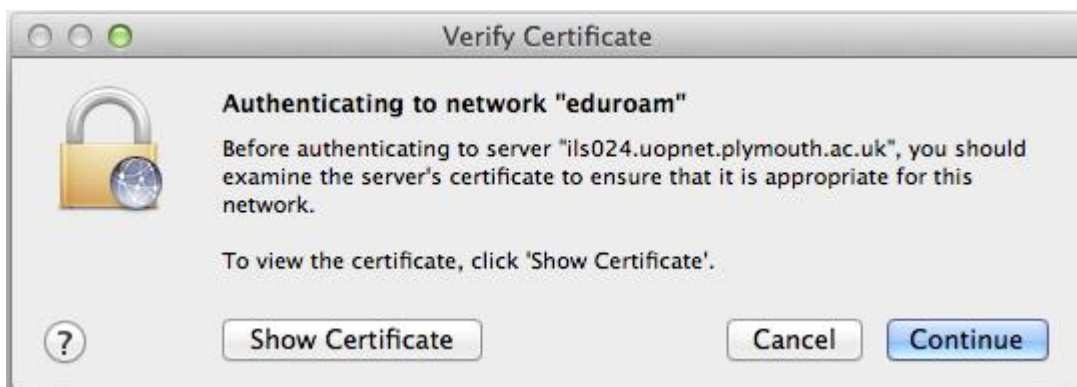 Verify Certificate
Authenticating to network "eduroam"
Before authenticating to server "ils024.uopnet.plymouth.ac.uk", you should
examine the server's certificate to ensure that it is appropriate for this
network.
To view the certificate, click 'Show Certificate'.
? Show Certificate Cancel Continue